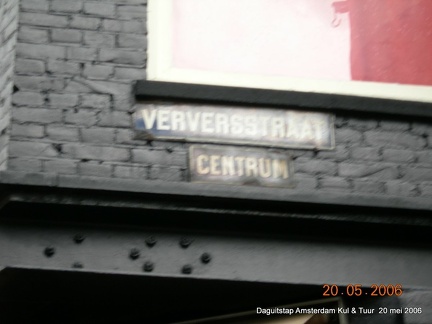 VERVERSSTRAAT
CENTRUM
20.05.2006
Daguitstap Amsterdam Kul & Tuur 20 mei 2006